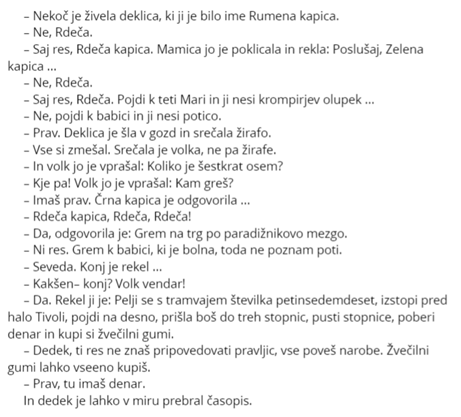 – Nekoč je živela deklica, ki ji je bilo ime Rumena kapica.
– Ne, Rdeča.
– Saj res, Rdeča kapica. Mamica jo je poklicala in rekla: Poslušaj, Zelena
kapica ...
– Ne, Rdeča.
– Saj res, Rdeča. Pojdi k teti Mari in ji nesi krompirjev olupek ...
– Ne, pojdi k babici in ji nesi potico.
– Prav. Deklica je šla v gozd in srečala žirafo.
– Vse si zmešal. Srečala je volka, ne pa žirafe.
– In volk jo je vprašal: Koliko je šestkrat osem?
– Kje pa! Volk jo je vprašal: Kam greš?
– Imaš prav. Črna kapica je odgovorila ...
– Rdeča kapica, Rdeča, Rdeča!
– Da, odgovorila je: Grem na trg po paradižnikovo mezgo.
– Ni res. Grem k babici, ki je bolna, toda ne poznam poti.
– Seveda. Konj je rekel ...
– Kakšen– konj? Volk vendar!
– Da. Rekel ji je: Pelji se s tramvajem številka petinsedemdeset, izstopi pred
halo Tivoli, pojdi na desno, prišla boš do treh stopnic, pusti stopnice, poberi
denar in kupi si žvečilni gumi.
– Dedek, ti res ne znaš pripovedovati pravljic, vse poveš narobe. Žvečilni
gumi lahko vseeno kupiš.
– Prav, tu imaš denar.
In dedek je lahko v miru prebral časopis.